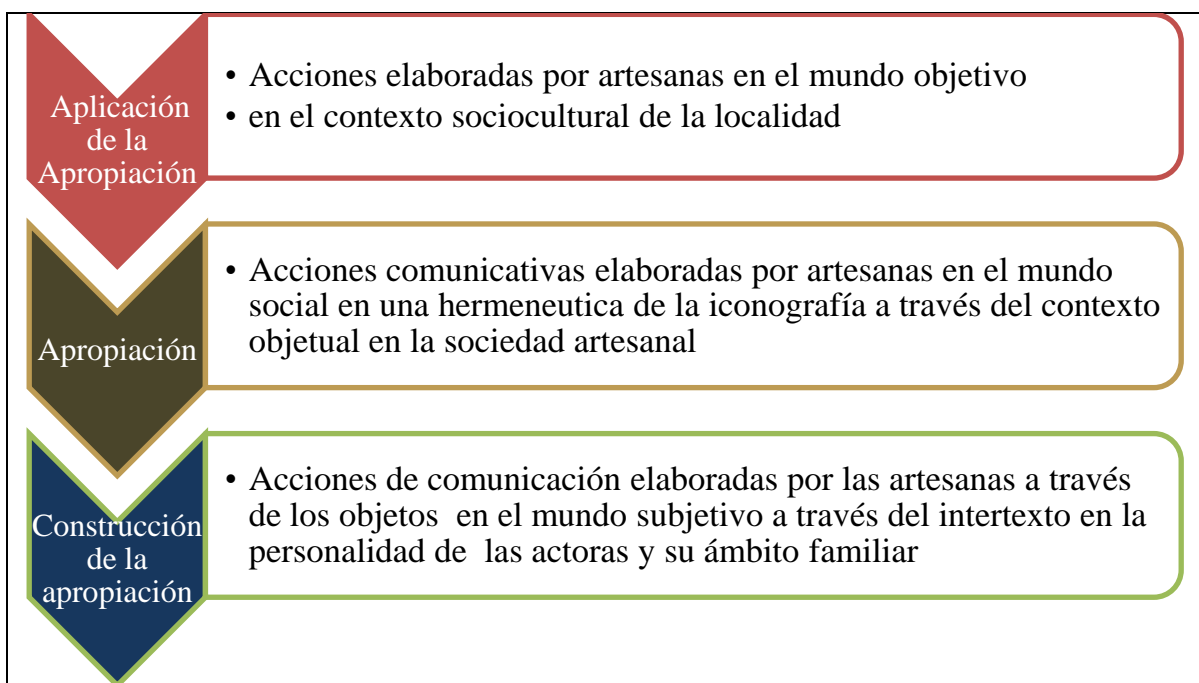 Aplicación
de la
Apropiación
• Acciones elaboradas por artesanas en el mundo objetivo
• en el contexto sociocultural de la localidad
Apropiación
• Acciones comunicativas elaboradas por artesanas en el mundo
social en una hermeneutica de la iconografía a través del contexto
objetual en la sociedad artesanal
Construcción
de la
apropiación
• Acciones de comunicación elaboradas por las artesanas a través
de los objetos en el mundo subjetivo a través del intertexto en la
personalidad de las actoras y su ámbito familiar